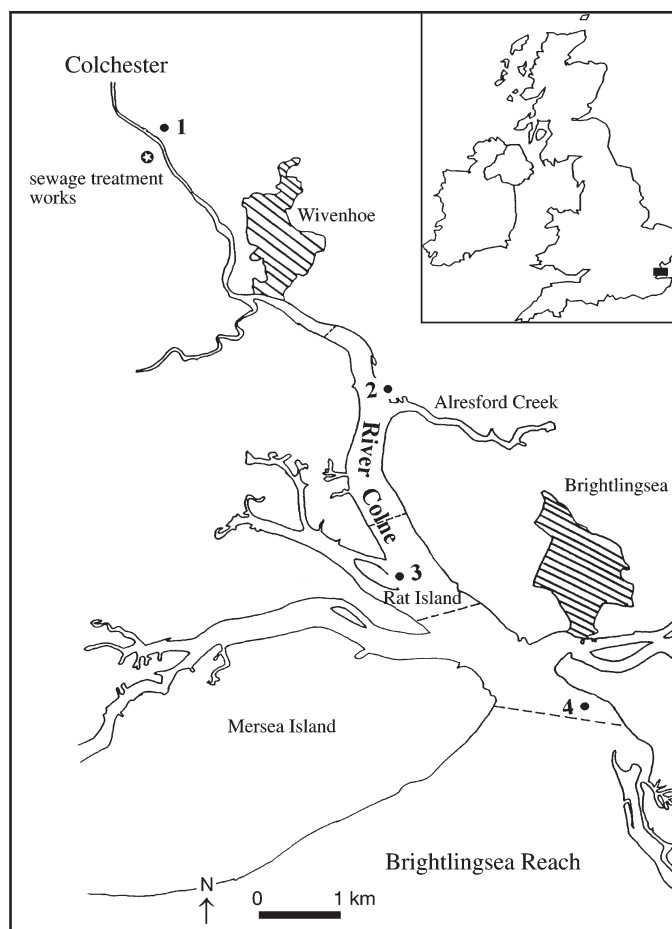 Colchester
1
sewage treatment
works
Wivenhoe
2
Alresford Creek
River Colne
Brightlingsea
3
Rat Island
4
Mersea Island
Brightlingsea Reach
N
0 1 km